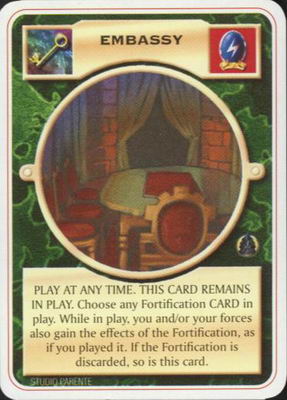 EMBASSY
PLAY AT ANY TIME. THIS CARD REMAINS
IN PLAY. Choose any Fortification CARD in
play. While in play, you and/or your forces
also gain the effects of the Fortification, as
if you played it. If the Fortification is
discarded, so is this card.
STUDIO PARENTE